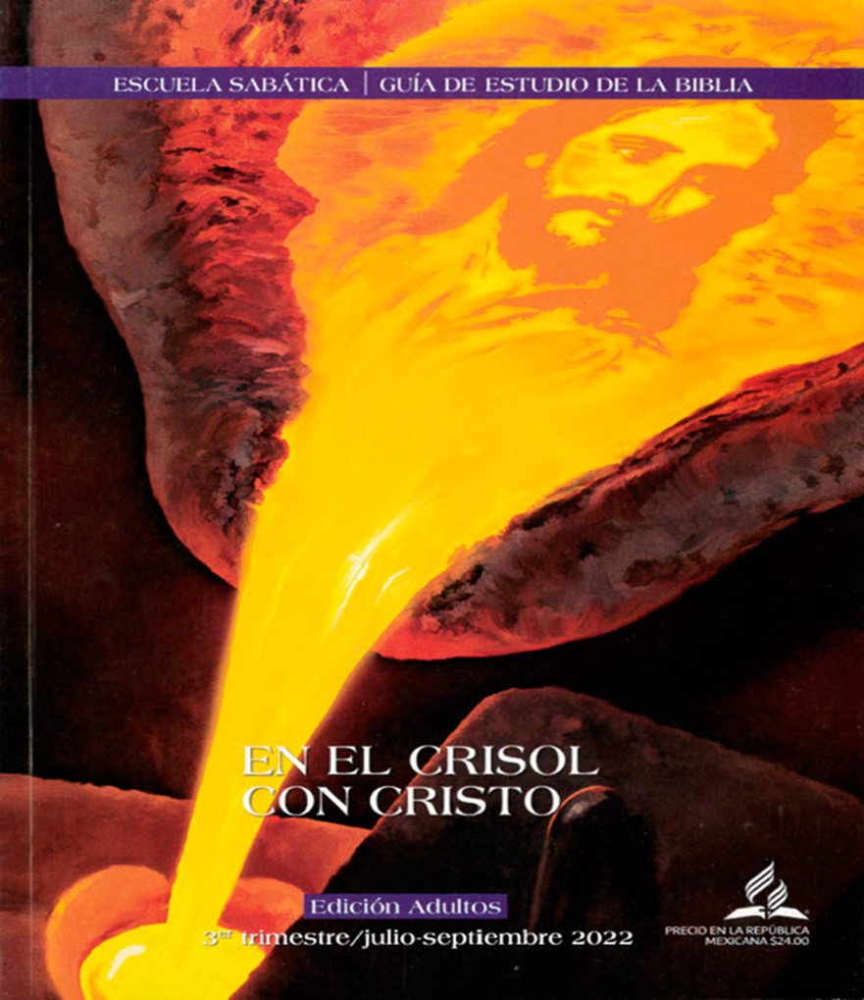 ESCUELA SABÁTICA | GUÍA DE ESTUDIO DE LA BIBLIA
EN EL CRISOL
CON CRISTO
Edición Adultos
3er trimestre/julio-septiembre 2022
PRECIO EN LA REPÚBLICA
MEXICANA $24.00